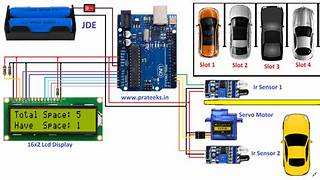 JDE
Slot 1
Slot 2
Slot 3
Slot 4
www.prateeks.in
Ir Sensor 1
Total Space: 5
Have Space: 1
Servo Motor
16x2 Lcd Display
Ir Sensor 2